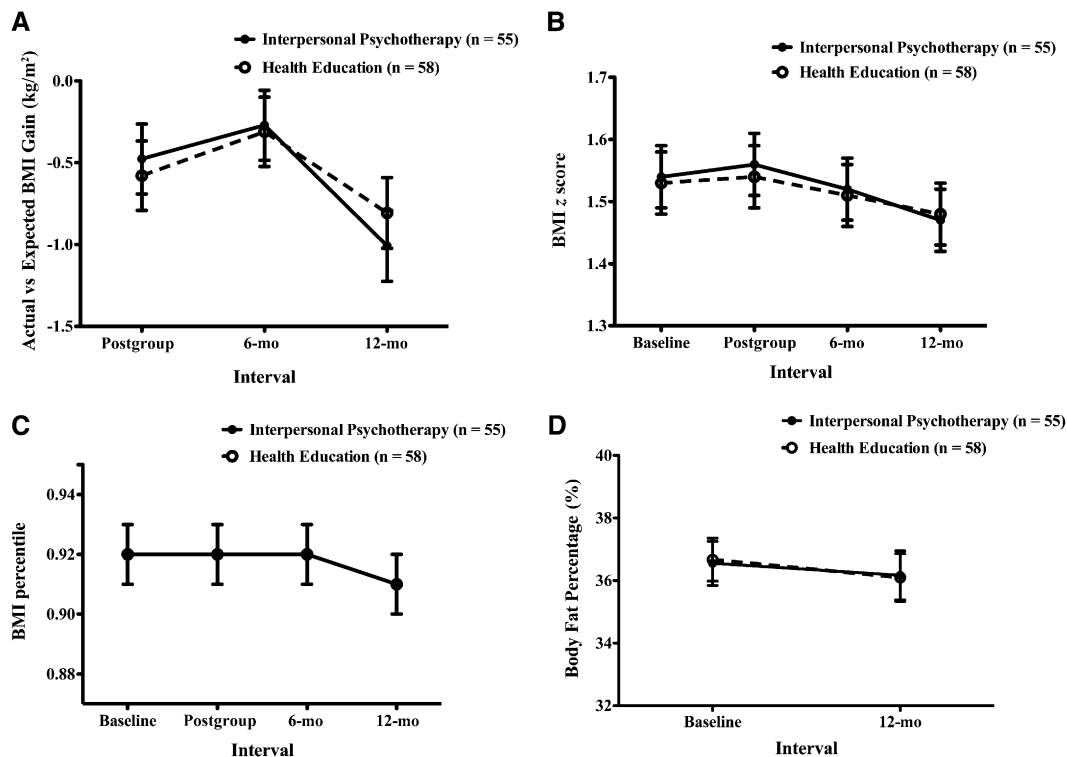 A
Interpersonal Psychotherapy (n = 55)
Health Education (n = 58)
Actual vs Expected BMI Gain (kg/m²)
0.0
-0.5
-1.0
-1.5
Postgroup 6-mo 12-mo
Interval
B
Interpersonal Psychotherapy (n = 55)
Health Education (n = 58)
BMI z score
1.7
1.6
1.5
1.4
1.3
Baseline Postgroup 6-mo 12-mo
Interval
C
Interpersonal Psychotherapy (n = 55)
Health Education (n = 58)
BMI percentile
0.94
0.92
0.90
0.88
Baseline Postgroup 6-mo 12-mo
Interval
D
Interpersonal Psychotherapy (n = 55)
Health Education (n = 58)
Body Fat Percentage (%)
40
38
36
34
32
Baseline 12-mo
Interval